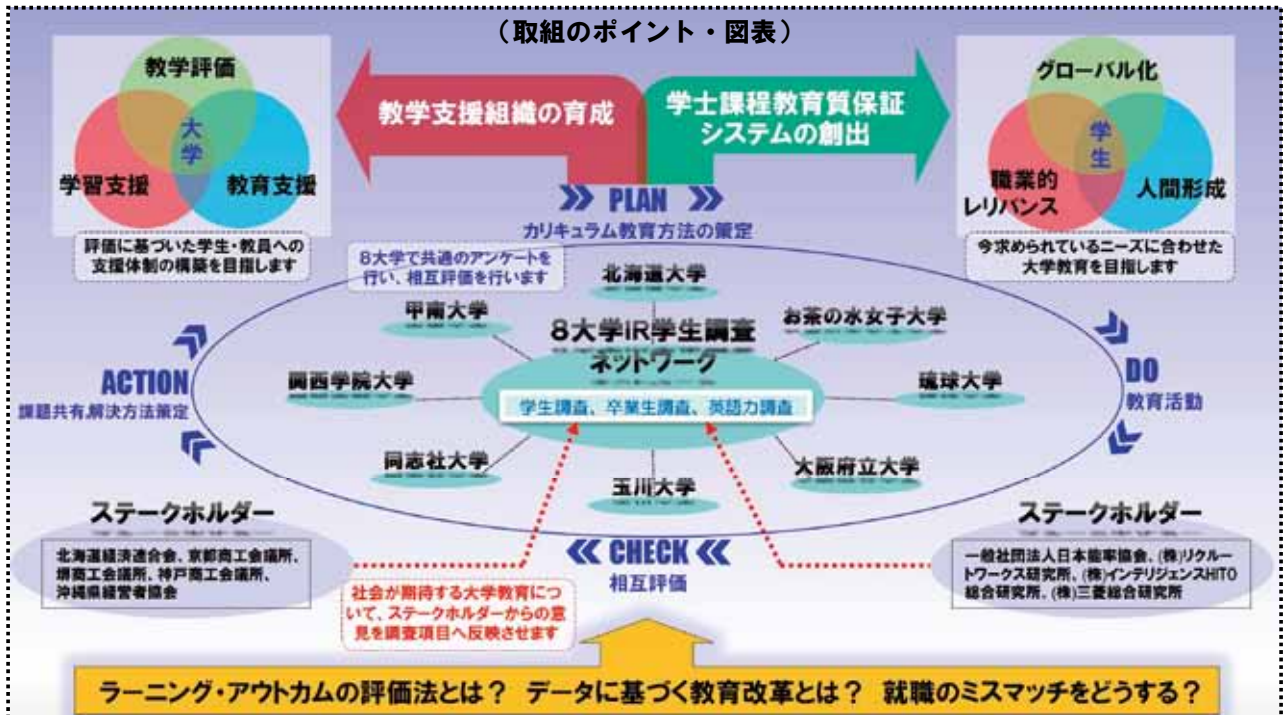 （取組のポイント・図表）
教学評価
大学
学習支援
教育支援
評価に基づいた学生・教員への
支援体制の構築を目指します
教学支援組織の育成
学士課程教育質保証
システムの創出
グローバル化
学生
職業的
レリバンス
人間形成
今求められているニーズに合わせた
大学教育を目指します
PLAN
カリキュラム教育方法の策定
8大学で共通のアンケートを
行い、相互評価を行います
北海道大学
甲南大学
お茶の水女子大学
8大学IR学生調査
ネットワーク
関西学院大学
琉球大学
学生調査、卒業生調査、英語力調査
同志社大学
大阪府立大学
玉川大学
ACTION
課題共有,解決方法策定
DO
教育活動
CHECK
相互評価
ステークホルダー
北海道経済連合会、京都商工会議所、
堺商工会議所、神戸商工会議所、
沖縄県経営者協会
社会が期待する大学教育につ
いて、ステークホルダーからの意
見を調査項目へ反映させます
ステークホルダー
一般社団法人日本能率協会、(株)リクルー
トワークス研究所、(株)インテリジェンスHITO
総合研究所、(株)三菱総合研究所
ラーニング・アウトカムの評価法とは？ データに基づく教育改革とは？ 就職のミスマッチをどうする？